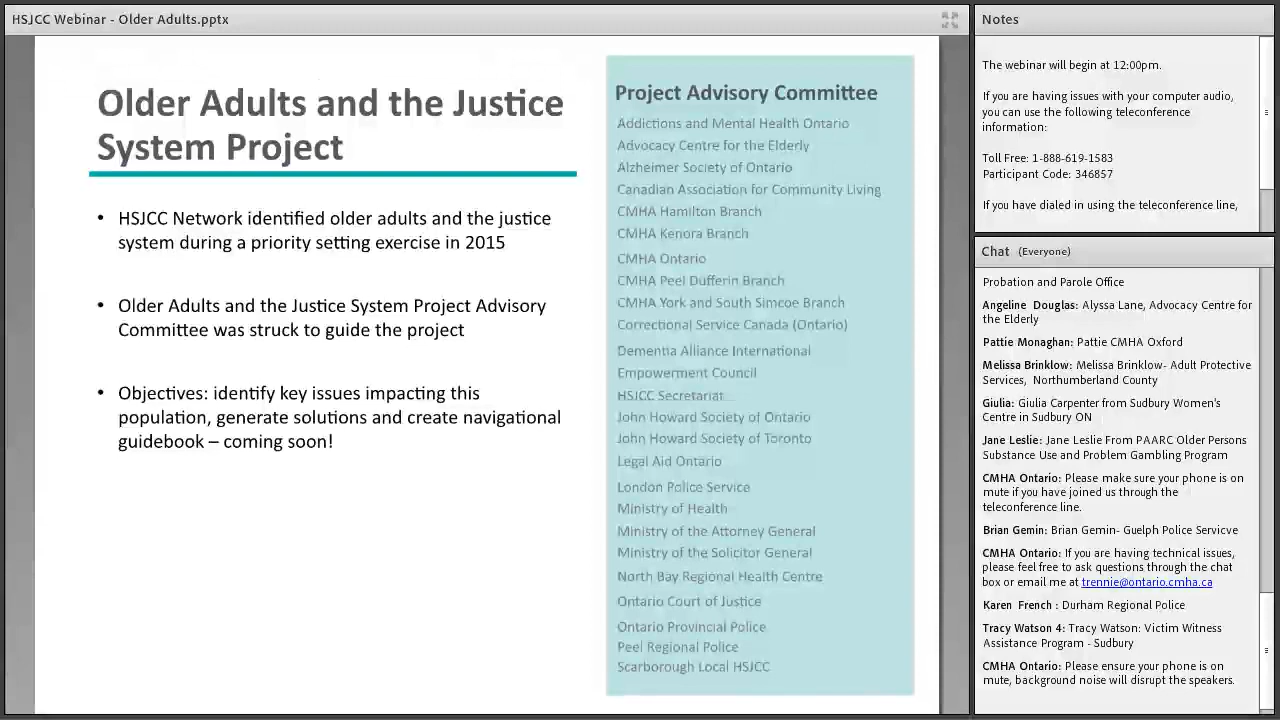 HSJCC Webinar - Older Adults.pptx
Older Adults and the Justice
System Project
• HSJCC Network identified older adults and the justice
system during a priority setting exercise in 2015
• Older Adults and the Justice System Project Advisory
Committee was struck to guide the project
• Objectives: identify key issues impacting this
population, generate solutions and create navigational
guidebook – coming soon!
Project Advisory Committee
Addictions and Mental Health Ontario
Advocacy Centre for the Elderly
Alzheimer Society of Ontario
Canadian Association for Community Living
CMHA Hamilton Branch
CMHA Kenora Branch
CMHA Ontario
CMHA Peel Dufferin Branch
CMHA York and South Simcoe Branch
Correctional Service Canada (Ontario)
Dementia Alliance International
Empowerment Council
HSJCC Secretariat
John Howard Society of Ontario
John Howard Society of Toronto
Legal Aid Ontario
London Police Service
Ministry of Health
Ministry of the Attorney General
Ministry of the Solicitor General
North Bay Regional Health Centre
Ontario Court of Justice
Ontario Provincial Police
Peel Regional Police
Scarborough Local HSJCC
Notes
The webinar will begin at 12:00pm.
If you are having issues with your computer audio,
you can use the following teleconference
information:
Toll Free: 1-888-619-1583
Participant Code: 346857
If you have dialed in using the teleconference line,
Chat (Everyone)
Probation and Parole Office
Angeline Douglas: Alyssa Lane, Advocacy Centre for
the Elderly
Pattie Monaghan: Pattie CMHA Oxford
Melissa Brinklow: Melissa Brinklow- Adult Protective
Services, Northumberland County
Giulia: Giulia Carpenter from Sudbury Women's
Centre in Sudbury ON
Jane Leslie: Jane Leslie From PAARC Older Persons
Substance Use and Problem Gambling Program
CMHA Ontario: Please make sure your phone is on
mute if you have joined us through the
teleconference line.
Brian Gemin: Brian Gemin- Guelph Police Servicve
CMHA Ontario: If you are having technical issues,
please feel free to ask questions through the chat
box or email me at trennie@ontario.cmha.ca
Karen French : Durham Regional Police
Tracy Watson 4: Tracy Watson: Victim Witness
Assistance Program - Sudbury
CMHA Ontario: Please ensure your phone is on
mute, background noise will disrupt the speakers.